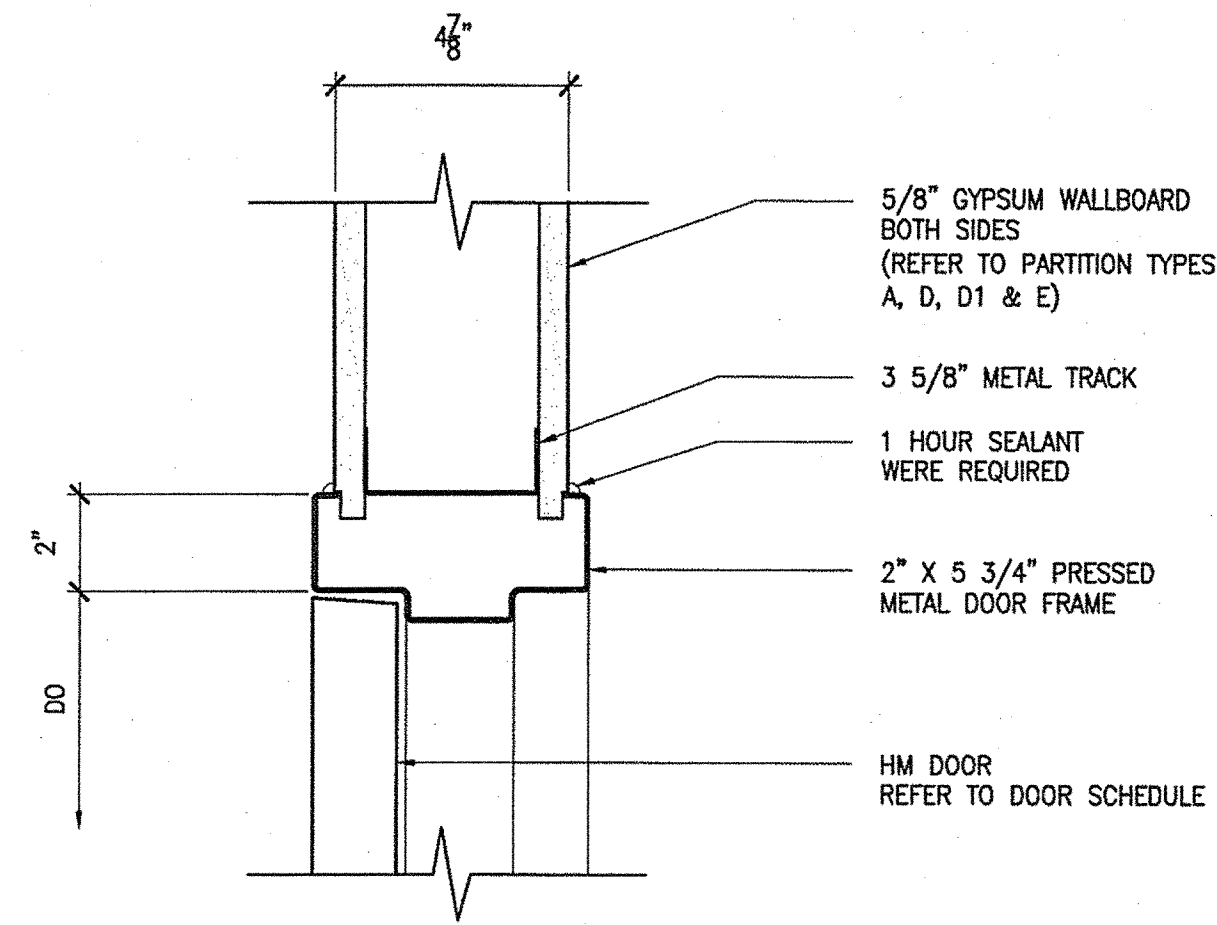 4 7/8"
5/8" GYPSUM WALLBOARD
BOTH SIDES
(REFER TO PARTITION TYPES
A, D, D1 & E)
3 5/8" METAL TRACK
1 HOUR SEALANT
WERE REQUIRED
2"
2" X 5 3/4" PRESSED
METAL DOOR FRAME
DO
HM DOOR
REFER TO DOOR SCHEDULE